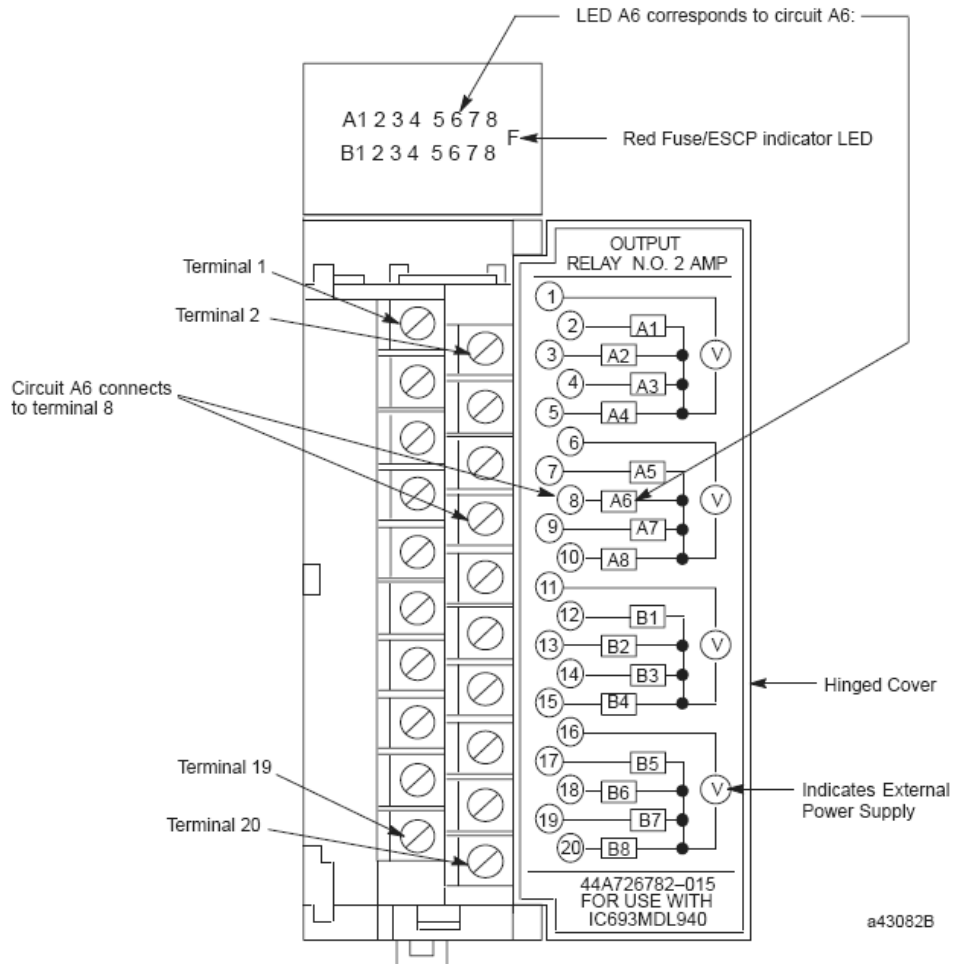 LED A6 corresponds to circuit A6:
A1 2 3 4 5 6 7 8
B1 2 3 4 5 6 7 8
F
Red Fuse/ESCP indicator LED
Terminal 1
Terminal 2
Circuit A6 connects
to terminal 8
Terminal 19
Terminal 20
OUTPUT
RELAY N.O. 2 AMP
1
2 A1
3 A2 V
4 A3
5 A4
6
7 A5
8 A6 V
9 A7
10 A8
11
12 B1
13 B2 V
14 B3
15 B4
16
17 B5
18 B6 V
19 B7
20 B8
44A726782–015
FOR USE WITH
IC693MDL940
Hinged Cover
Indicates External
Power Supply
a43082B